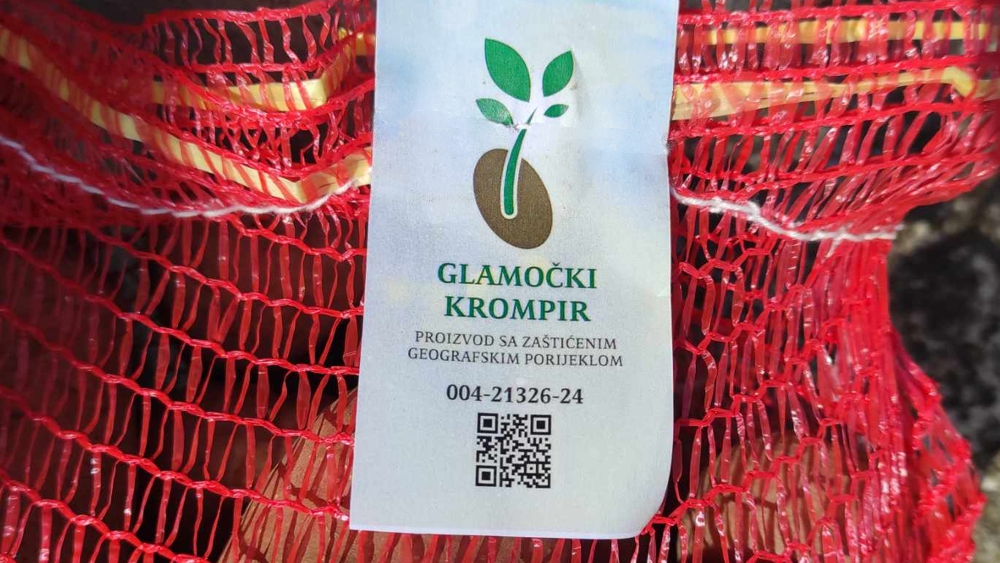 GLAMOČKI
KROMPIR
PROIZVOD SA ZAŠTIĆENIM
GEOGRAFSKIM PORIJEKLOM
004-21326-24